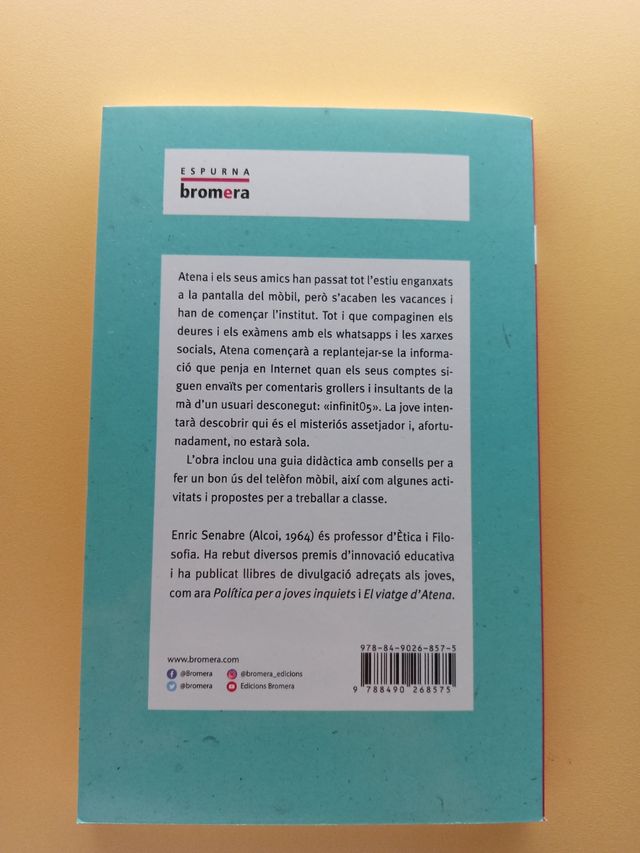 ESPURNA
bromera
Atena i els seus amics han passat tot l'estiu enganxats
a la pantalla del mòbil, però s'acaben les vacances i
han de començar l'institut. Tot i que compaginen els
deures i els exàmens amb els whatsapps i les xarxes
socials, Atena començarà a replantejar-se la informa-
ció que penja en Internet quan els seus comptes si-
guen envaïts per comentaris grollers i insultants de la
mà d'un usuari desconegut: «infinit05». La jove inten-
tarà descobrir qui és el misteriós assetjador i, afortu-
nadament, no estarà sola.
L'obra inclou una guia didàctica amb consells per a
fer un bon ús del telèfon mòbil, així com algunes acti-
vitats i propostes per a treballar a classe.
Enric Senabre (Alcoi, 1964) és professor d'Ètica i Filo-
sofia. Ha rebut diversos premis d'innovació educativa
i ha publicat llibres de divulgació adreçats als joves,
com ara Política per a joves inquiets i El viatge d'Atena.
www.bromera.com
@Bromera
@bromera_edicions
@bromera
Edicions Bromera
978-84-9026-857-5
9 788490 268575